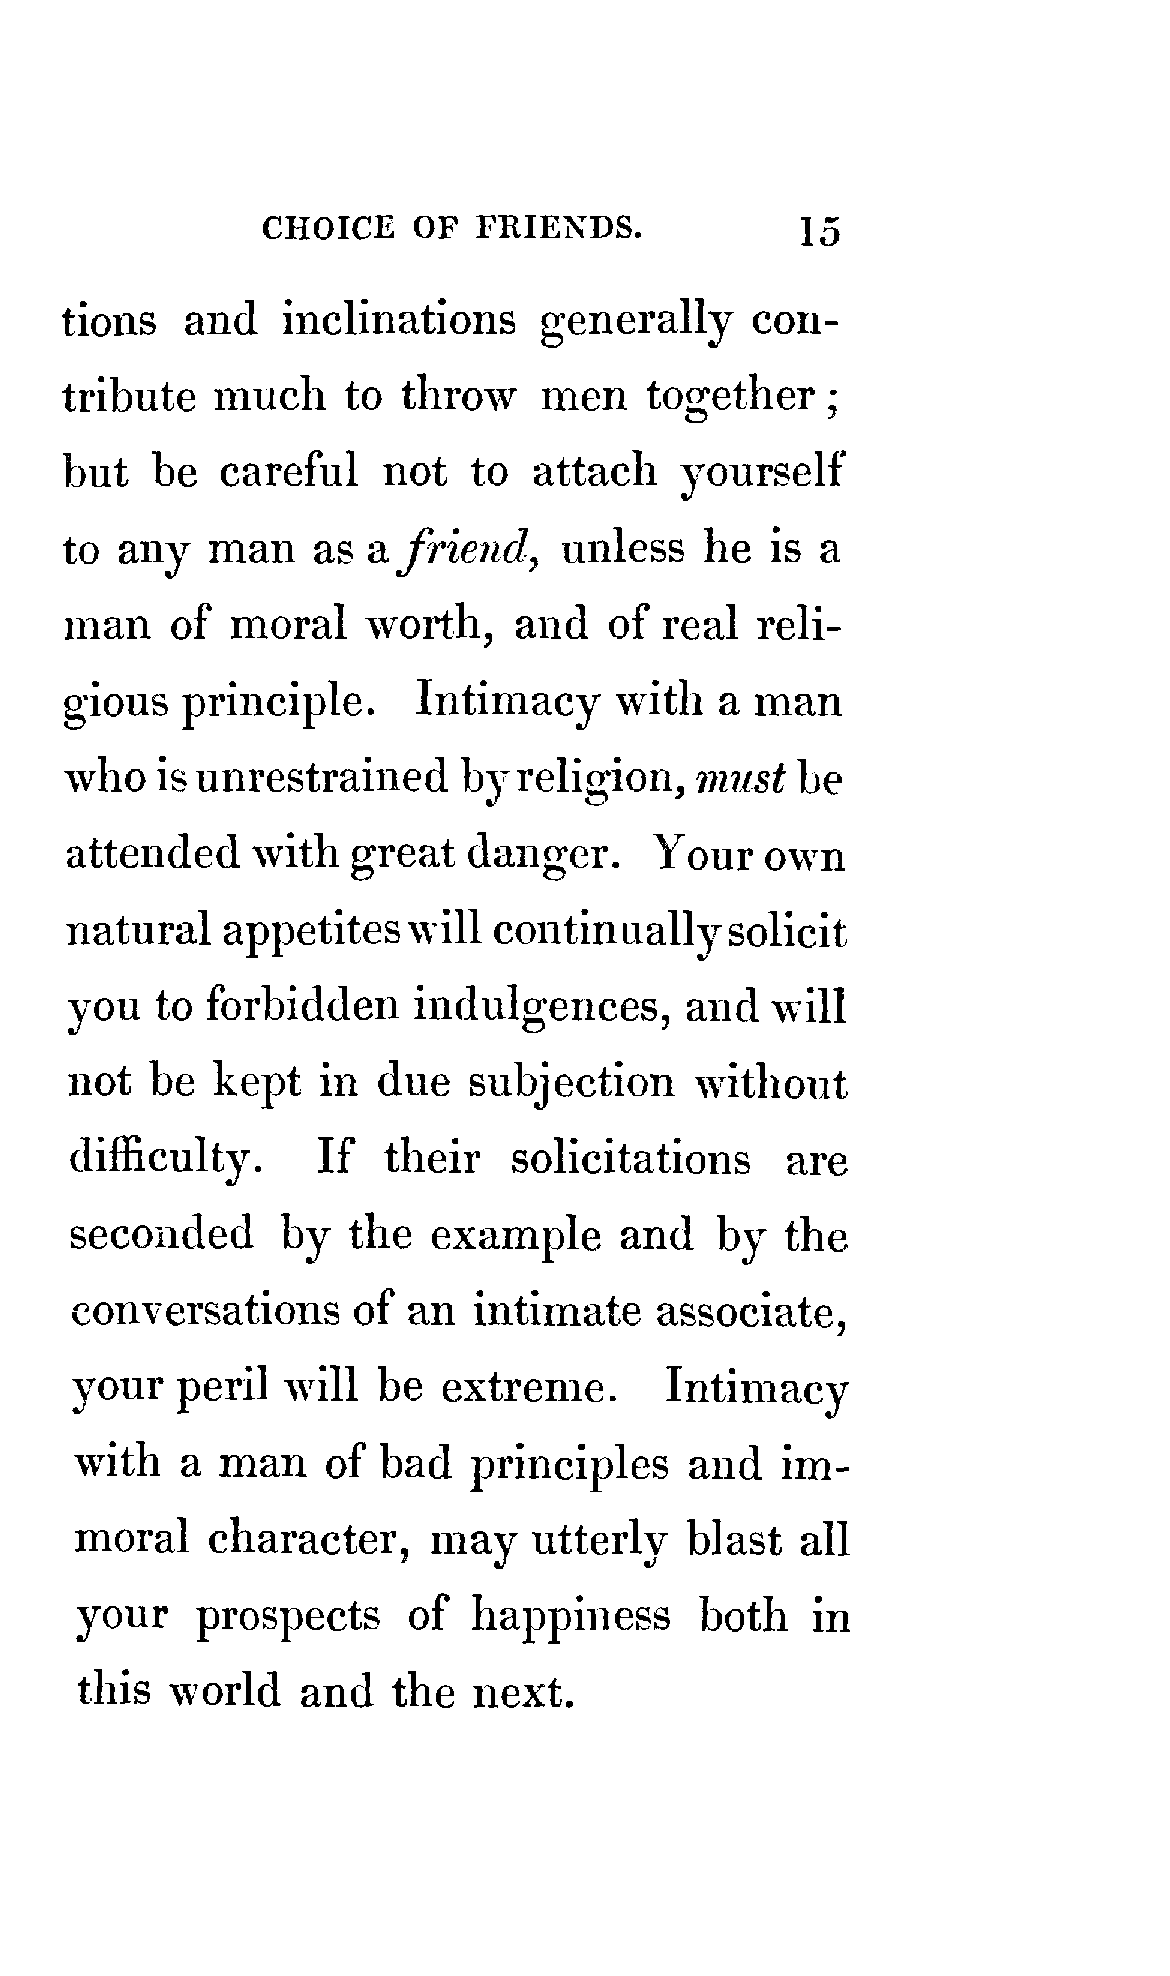 CHOICE OF FRIENDS. 15
tions and inclinations generally con-
tribute much to throw men together ;
but be careful not to attach yourself
to any man as a friend, unless he is a
man of moral worth, and of real reli-
gious principle. Intimacy with a man
who is unrestrained by religion, must be
attended with great danger. Your own
natural appetites will continually solicit
you to forbidden indulgences, and will
not be kept in due subjection without
difficulty. If their solicitations are
seconded by the example and by the
conversations of an intimate associate,
your peril will be extreme. Intimacy
with a man of bad principles and im-
moral character, may utterly blast all
your prospects of happiness both in
this world and the next.